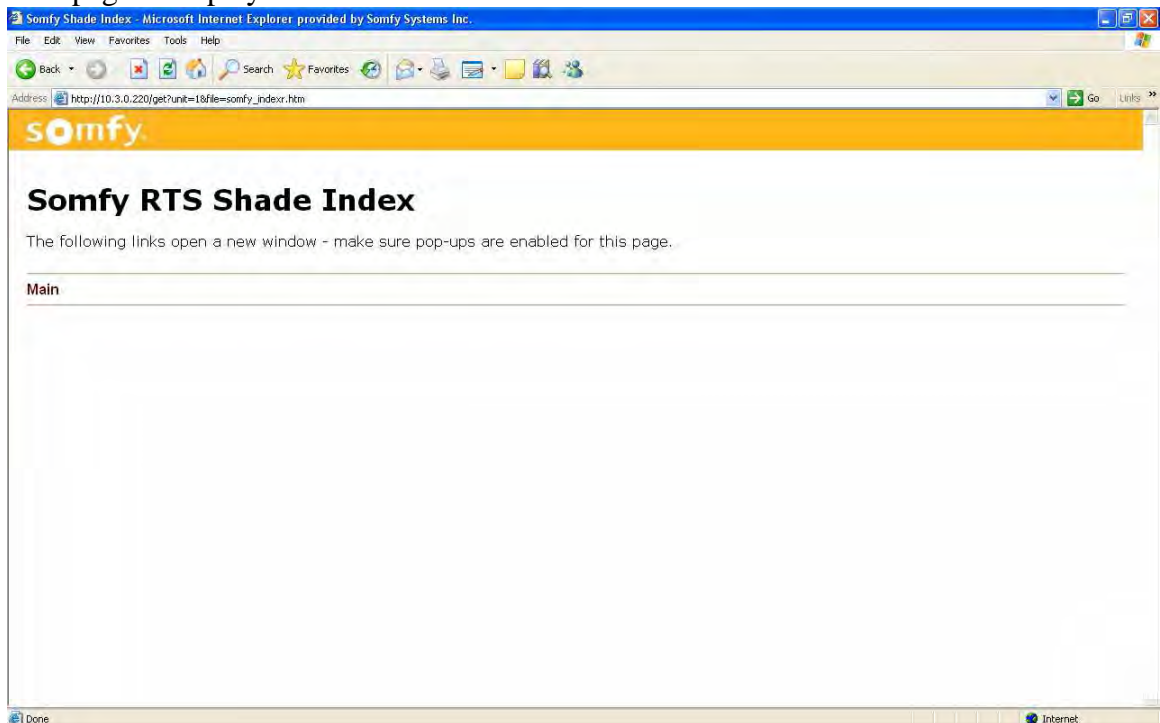 Somfy Shade Index - Microsoft Internet Explorer provided by Somfy Systems Inc.
File Edit View Favorites Tools Help
Back Search Favorites
Address http://10.3.0.220/get?unit=1&file=somfy_indexr.htm Go Links »
somfy.
Somfy RTS Shade Index
The following links open a new window - make sure pop-ups are enabled for this page.
Main
Done Internet